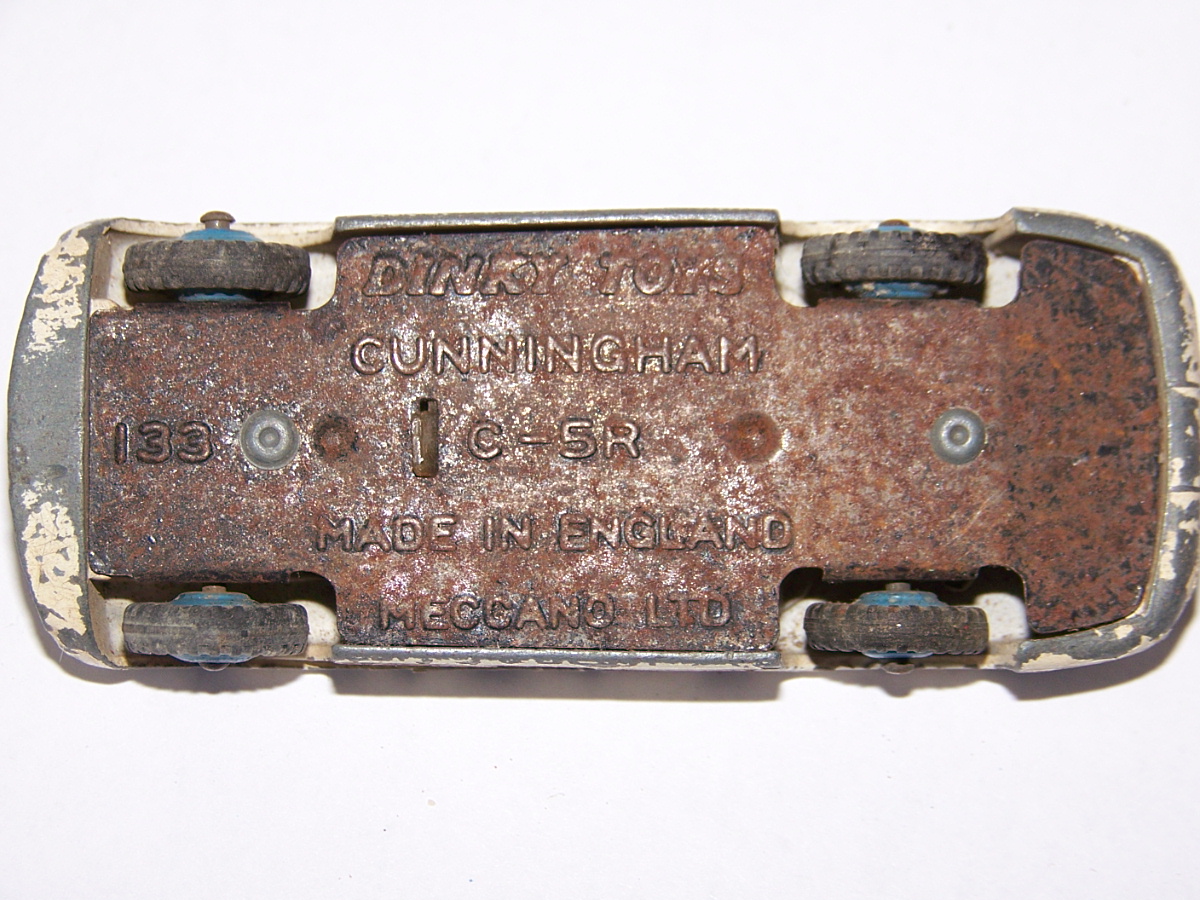 DINKY TOYS
CUNNINGHAM
133 C-5R
MADE IN ENGLAND
MECCANO LTD